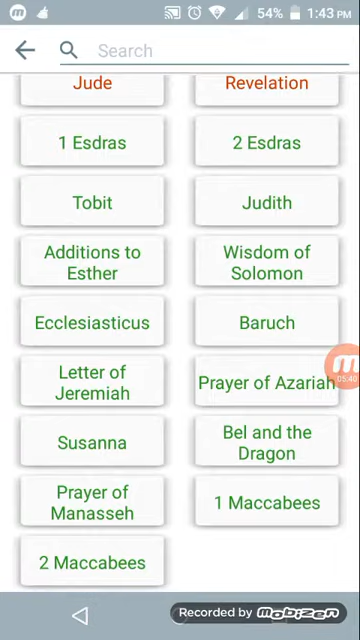 54% 1:43 PM
Search
Jude
Revelation
1 Esdras
2 Esdras
Tobit
Judith
Additions to
Esther
Wisdom of
Solomon
Ecclesiasticus
Baruch
Letter of
Jeremiah
Prayer of Azariah
05:40
Susanna
Bel and the
Dragon
Prayer of
Manasseh
1 Maccabees
2 Maccabees
Recorded by mobizen